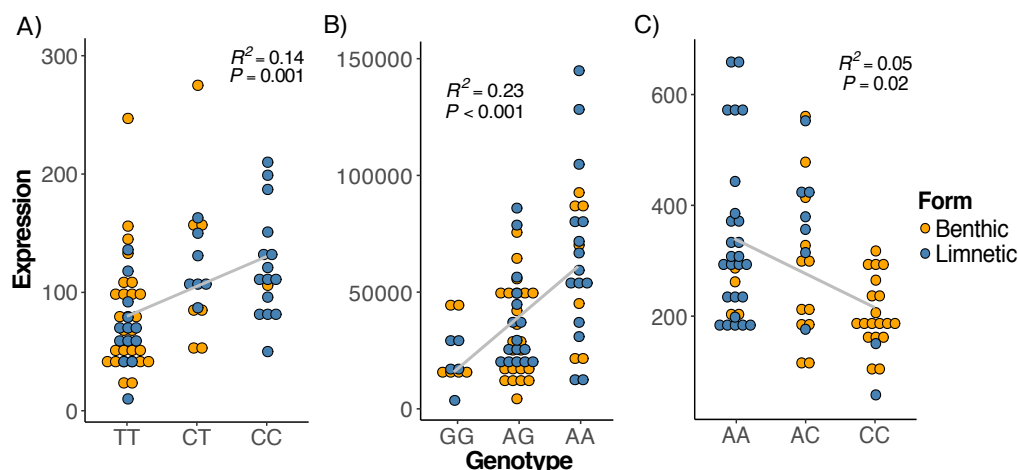 A)
B)
C)
Expression
300
200
100
0
R² = 0.14
P = 0.001
TT CT CC
150000
100000
50000
0
R² = 0.23
P < 0.001
GG AG AA
Genotype
600
400
200
R² = 0.05
P = 0.02
AA AC CC
Form
Benthic
Limnetic